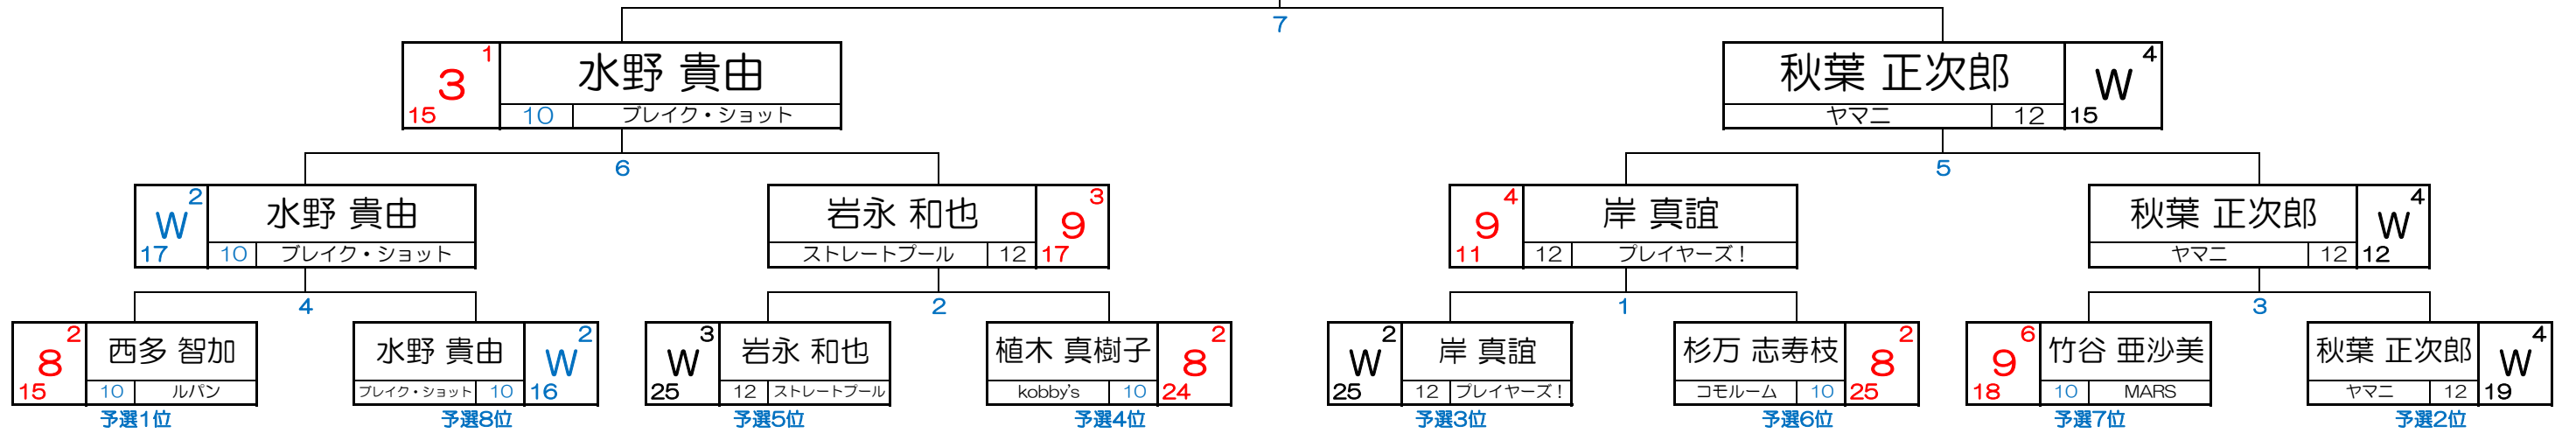 7
1
3
15
水野 貴由
10 ブレイク・ショット
秋葉 正次郎
ヤマニ 12
4
W
15
6
5
2
W
17
水野 貴由
10 ブレイク・ショット
岩永 和也
ストレートプール 12
3
9
17
4
9
11
岸 真誼
12 プレイヤーズ！
秋葉 正次郎
ヤマニ 12
4
W
12
4
2
1
3
2
8
15
西多 智加
10 ルパン
水野 貴由
ブレイク・ショット 10
2
W
16
3
W
25
岩永 和也
12 ストレートプール
植木 真樹子
kobby's 10
2
8
24
2
W
25
岸 真誼
12 プレイヤーズ！
杉万 志寿枝
コモルーム 10
2
8
25
6
9
18
竹谷 亜沙美
10 MARS
秋葉 正次郎
ヤマニ 12
4
W
19
予選1位 予選8位 予選5位 予選4位 予選3位 予選6位 予選7位 予選2位